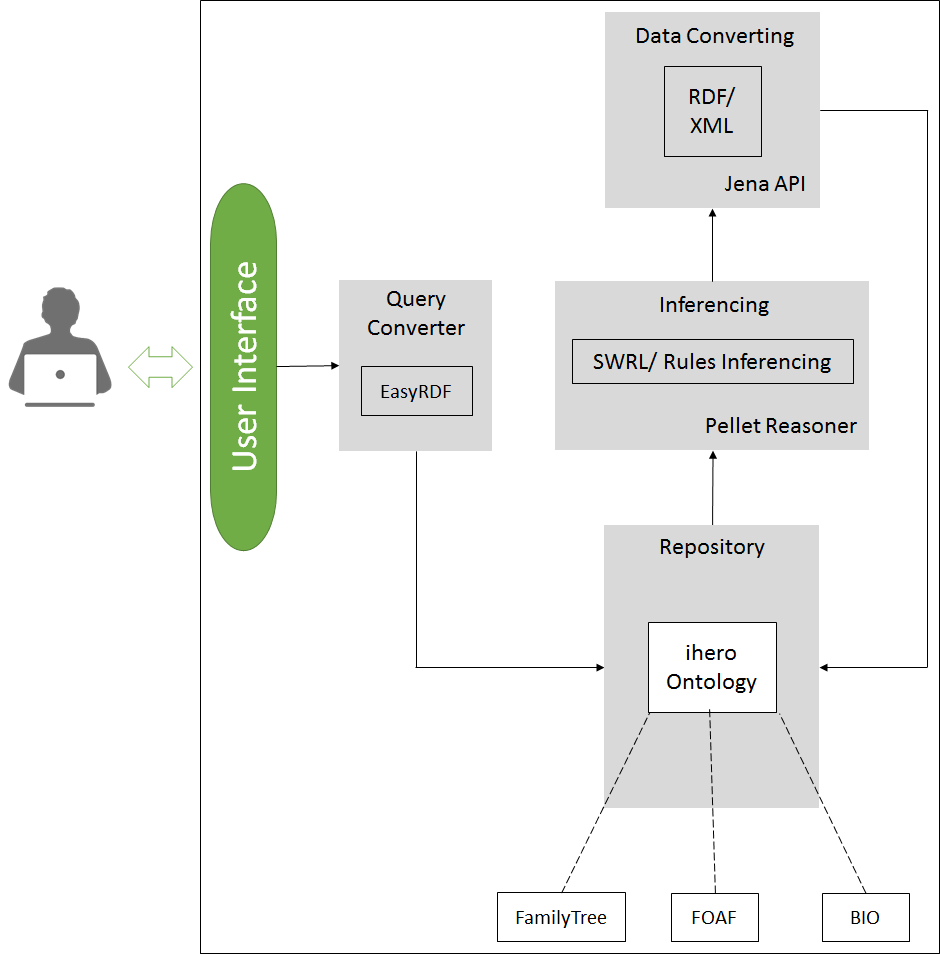 User Interface
Query
Converter
EasyRDF
Data Converting
RDF/
XML
Jena API
Inferencing
SWRL/ Rules Inferencing
Pellet Reasoner
Repository
ihero
Ontology
FamilyTree
FOAF
BIO